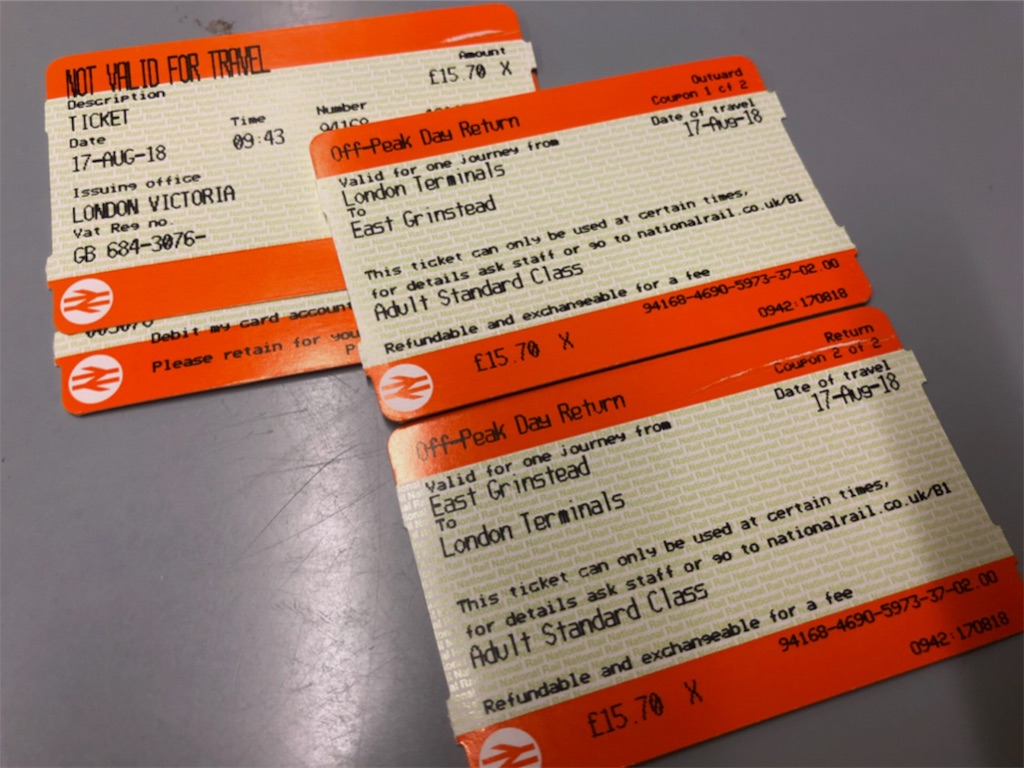 NOT VALID FOR TRAVEL
Description
TICKET
Amount
£15.70 X
Date
Time
Number
17-AUG-18
09:43
Issuing office
LONDON VICTORIA
Vat Reg no.
GB 684-3076-
Debit my card account
Please retain for you
Off-Peak Day Return
Outward
Coupon 1 of 2
Valid for one journey from
Date of travel
London Terminals
17-Aug-18
To
East Grinstead
This ticket can only be used at certain times,
for details ask staff or go to nationalrail.co.uk/B1
Adult Standard Class
Refundable and exchangeable for a fee
94168-4690-5973-37-02.00
£15.70 X
0942:170818
Off-Peak Day Return
Return
Coupon 2 of 2
Valid for one journey from
Date of travel
East Grinstead
17-Aug-18
To
London Terminals
This ticket can only be used at certain times,
for details ask staff or go to nationalrail.co.uk/B1
Adult Standard Class
Refundable and exchangeable for a fee
94168-4690-5973-37-02.00
£15.70 X
0942:170818